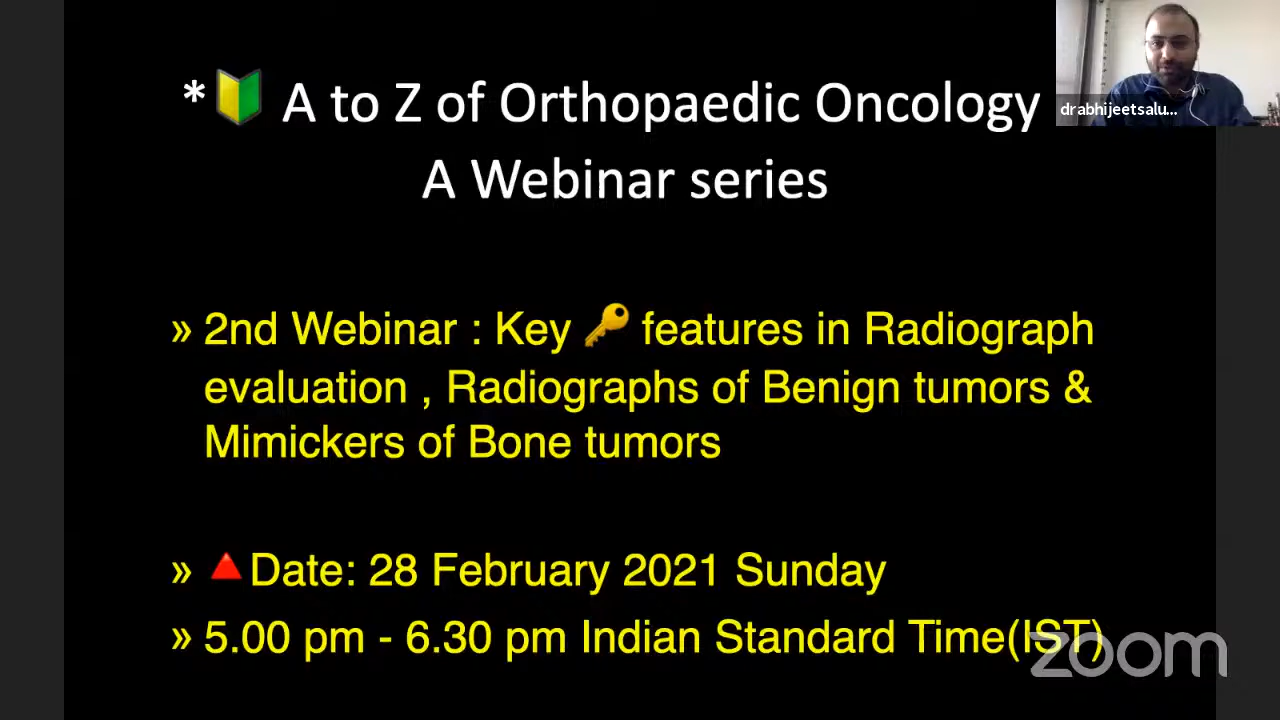 *🔰 A to Z of Orthopaedic Oncology
A Webinar series
drabhijeetsalu...
» 2nd Webinar : Key 🔑 features in Radiograph
evaluation , Radiographs of Benign tumors &
Mimickers of Bone tumors
» 🔺Date: 28 February 2021 Sunday
» 5.00 pm - 6.30 pm Indian Standard Time(IST)
zoom